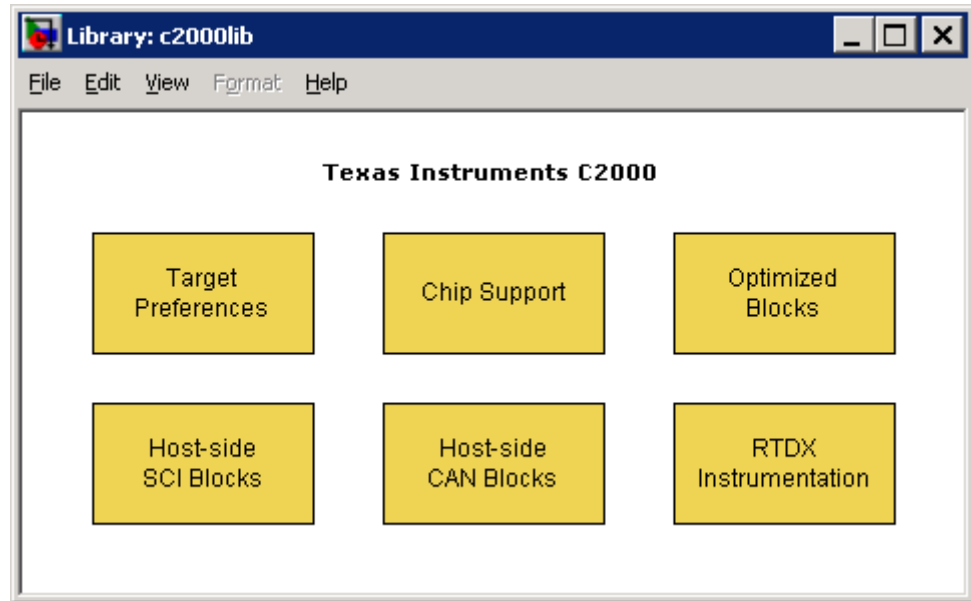 Library: c2000lib
File Edit View Format Help
Texas Instruments C2000
Target
Preferences
Chip Support
Optimized
Blocks
Host-side
SCI Blocks
Host-side
CAN Blocks
RTDX
Instrumentation